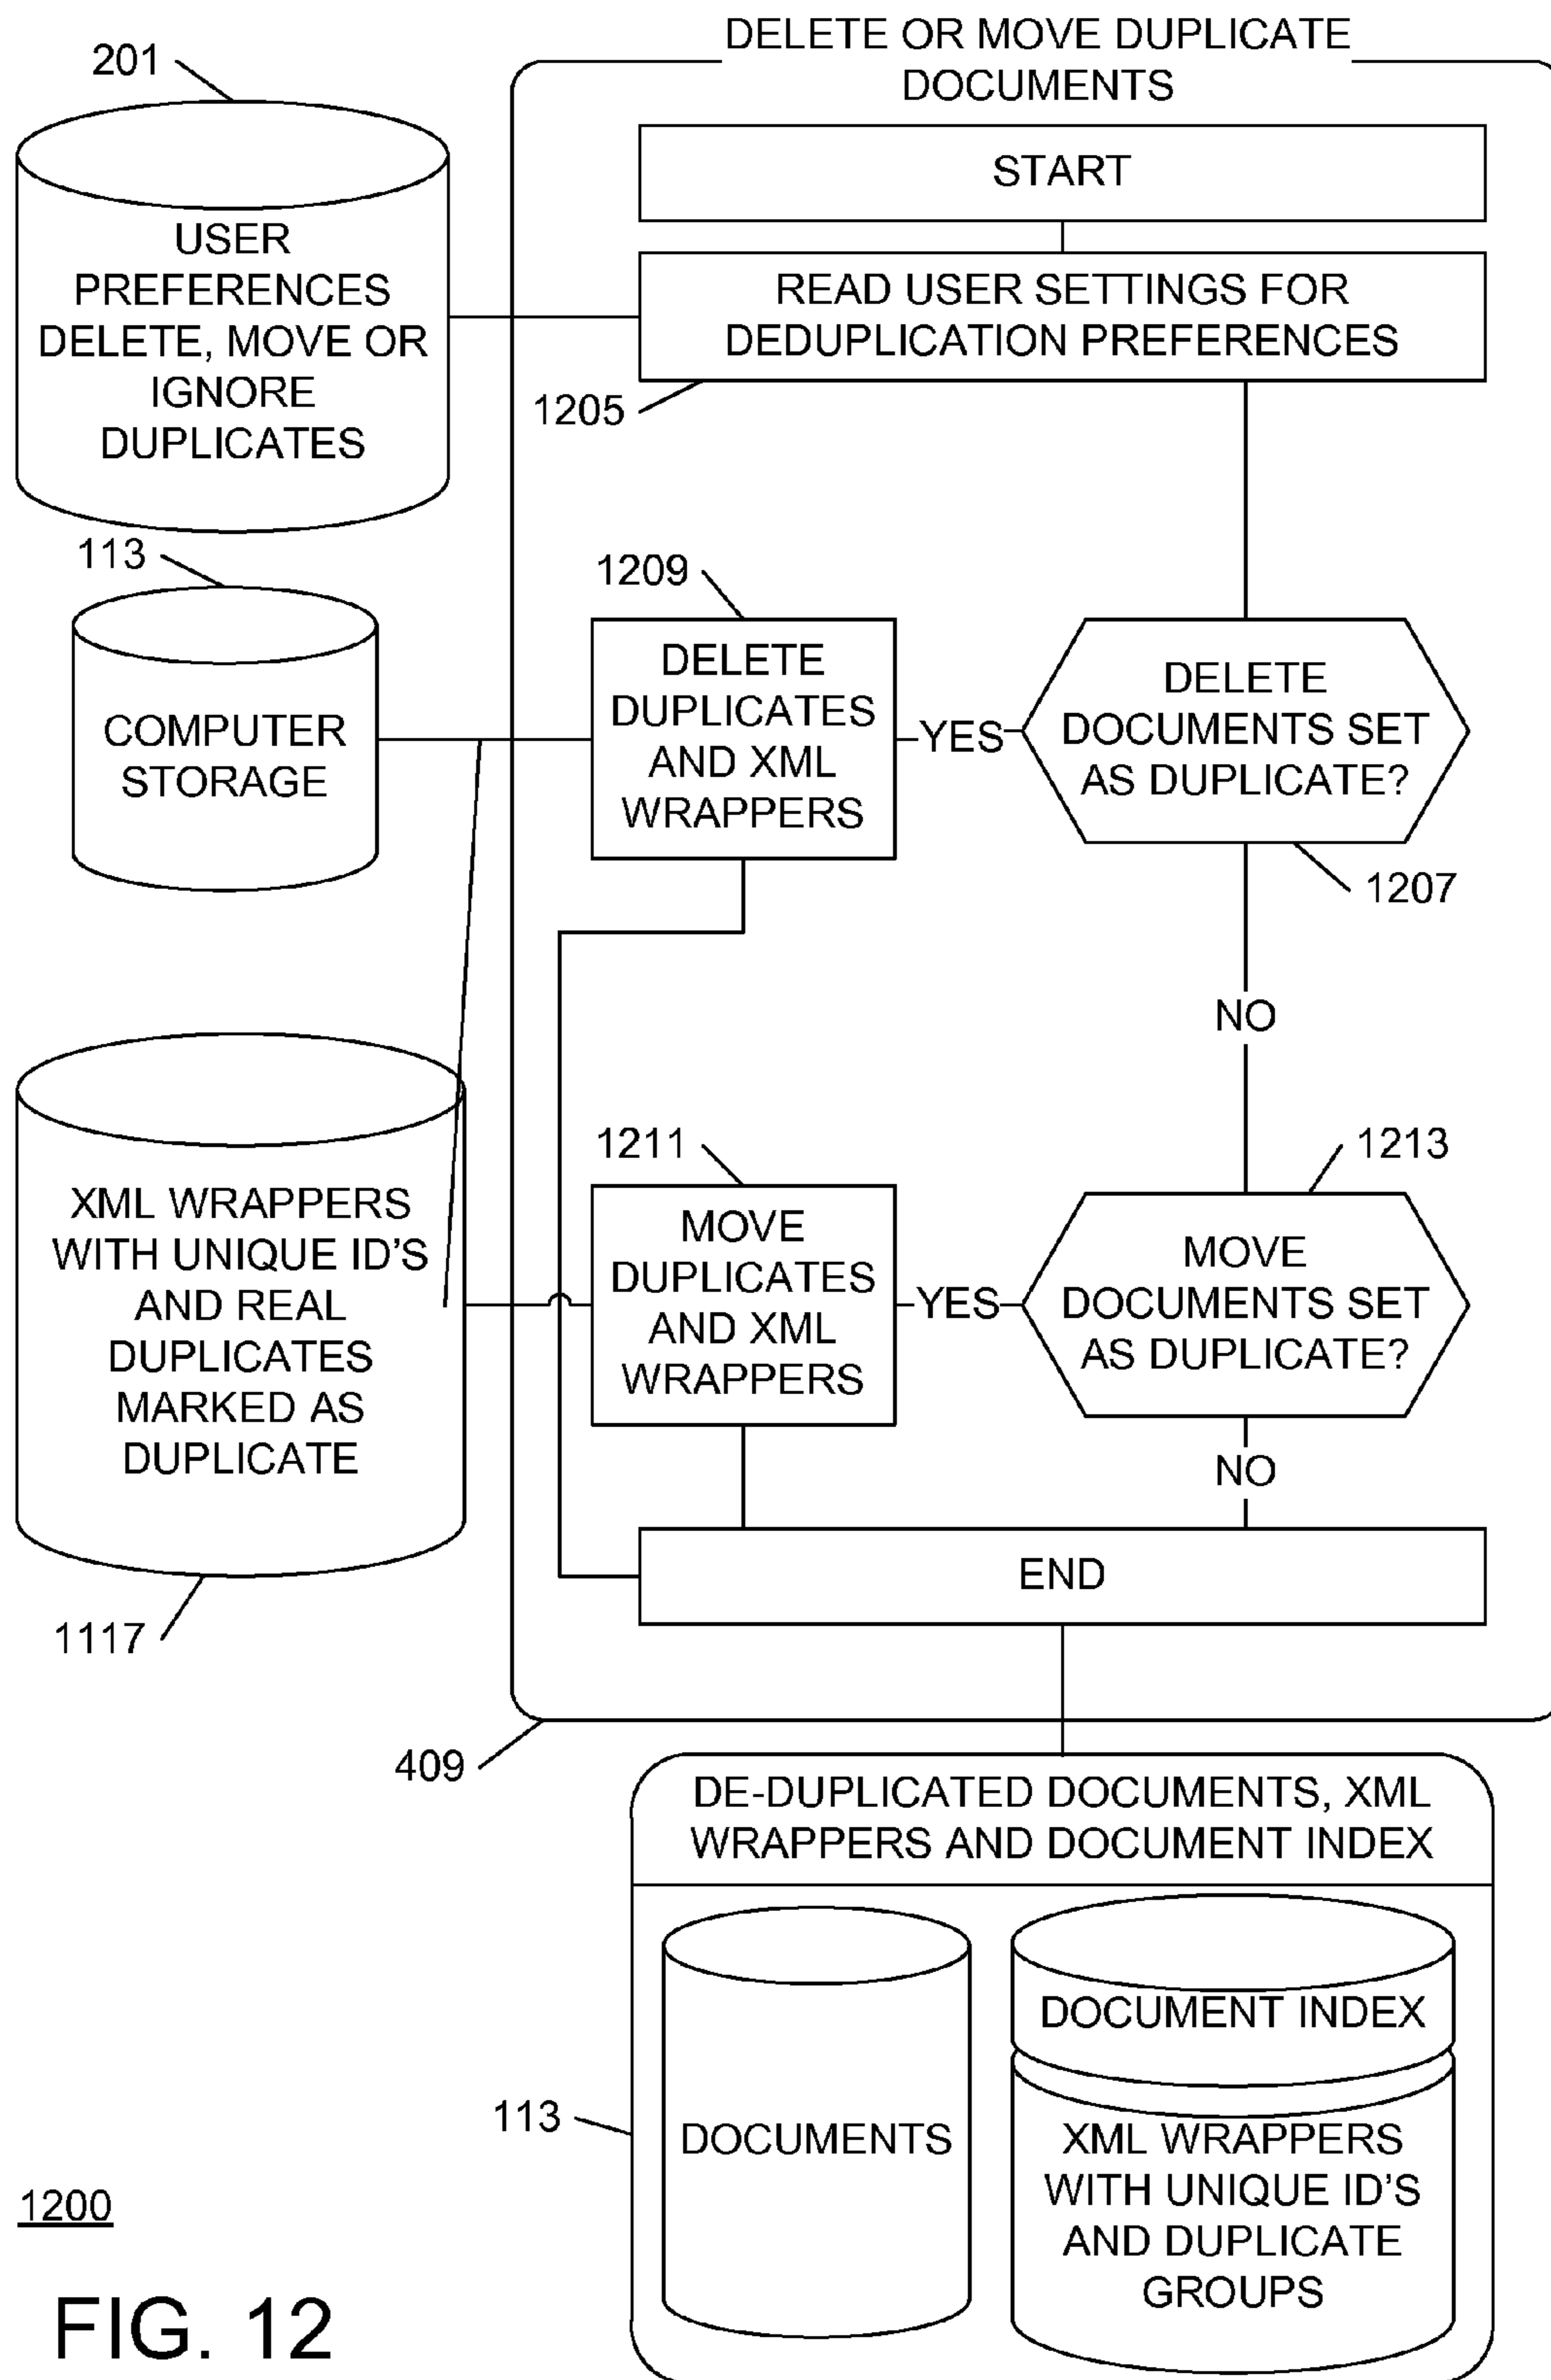 DELETE OR MOVE DUPLICATE
DOCUMENTS
201
START
USER
PREFERENCES
DELETE, MOVE OR
IGNORE
DUPLICATES
READ USER SETTINGS FOR
DEDUPLICATION PREFERENCES
1205
113
COMPUTER
STORAGE
1209
DELETE
DUPLICATES
AND XML
WRAPPERS
YES
DELETE
DOCUMENTS SET
AS DUPLICATE?
1207
NO
XML WRAPPERS
WITH UNIQUE ID'S
AND REAL
DUPLICATES
MARKED AS
DUPLICATE
1117
1211
MOVE
DUPLICATES
AND XML
WRAPPERS
YES
1213
MOVE
DOCUMENTS SET
AS DUPLICATE?
NO
END
409
DE-DUPLICATED DOCUMENTS, XML
WRAPPERS AND DOCUMENT INDEX
113
DOCUMENTS
DOCUMENT INDEX
XML WRAPPERS
WITH UNIQUE ID'S
AND DUPLICATE
GROUPS
1200
FIG. 12